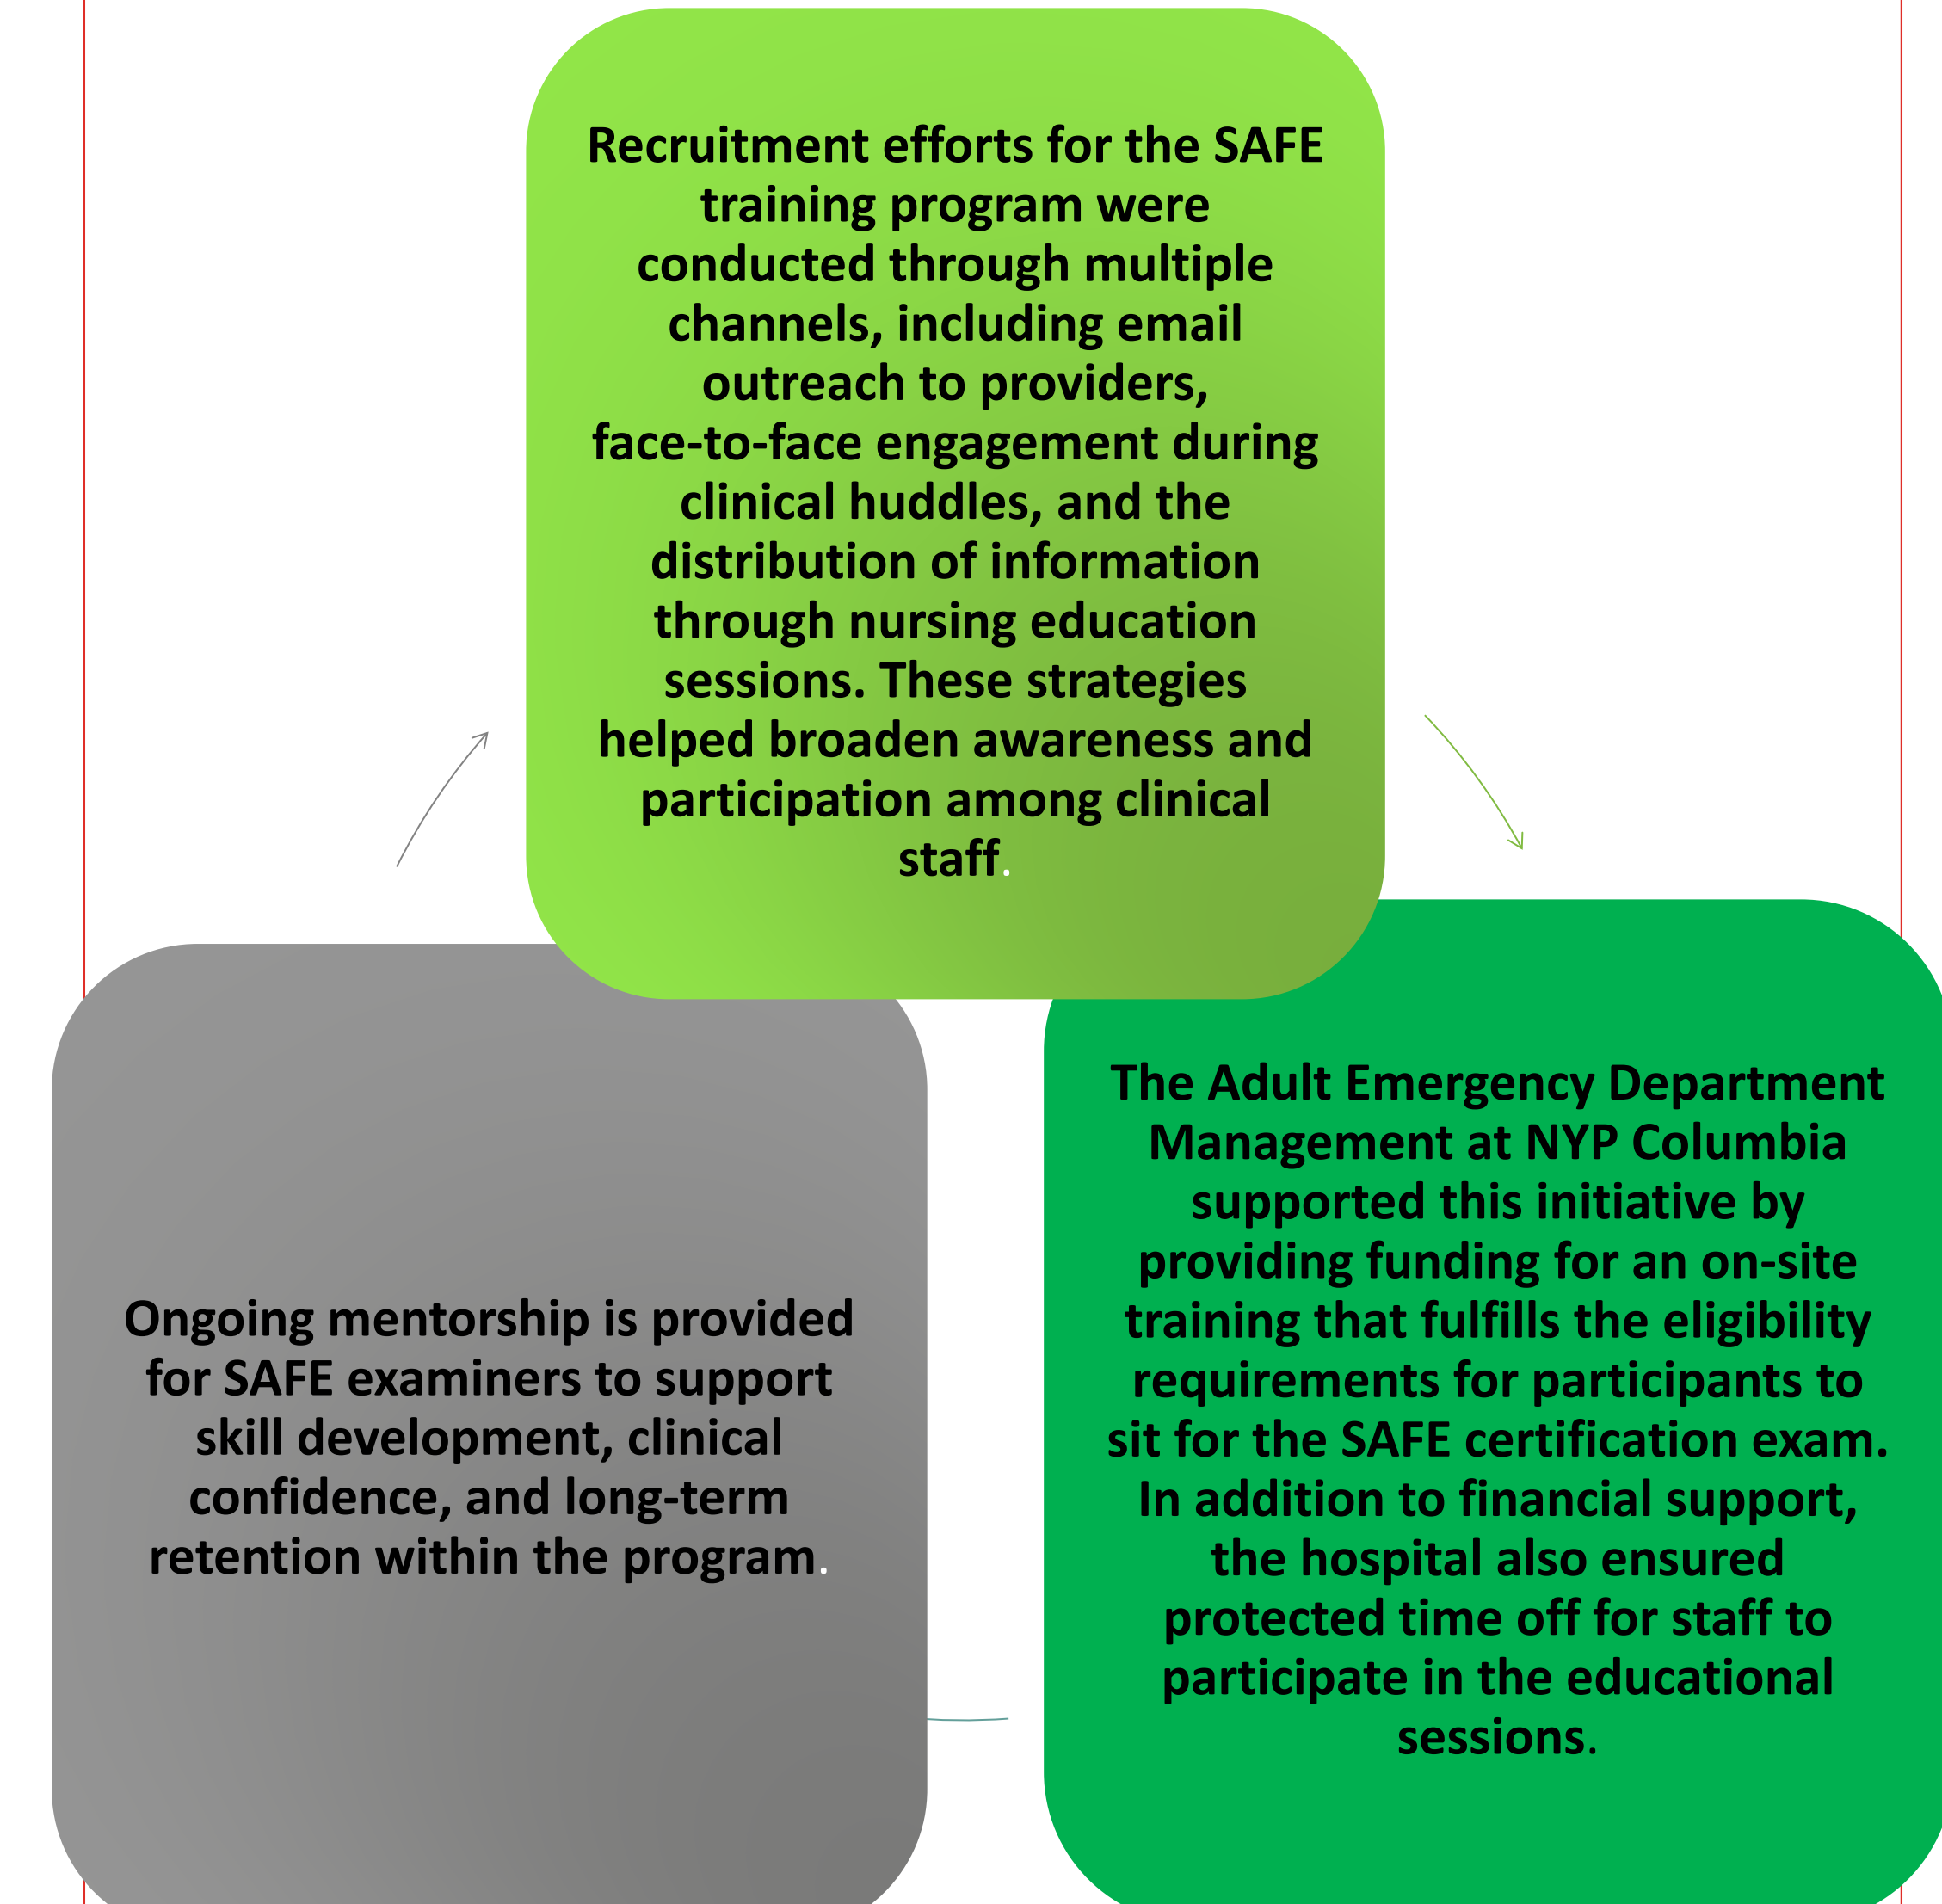 Recruitment efforts for the SAFE
training program were
conducted through multiple
channels, including email
outreach to providers,
face-to-face engagement during
clinical huddles, and the
distribution of information
through nursing education
sessions. These strategies
helped broaden awareness and
participation among clinical
staff.
The Adult Emergency Department
Management at NYP Columbia
supported this initiative by
providing funding for an on-site
training that fulfills the eligibility
requirements for participants to
sit for the SAFE certification exam.
In addition to financial support,
the hospital also ensured
protected time off for staff to
participate in the educational
sessions.
Ongoing mentorship is provided
for SAFE examiners to support
skill development, clinical
confidence, and long-term
retention within the program.